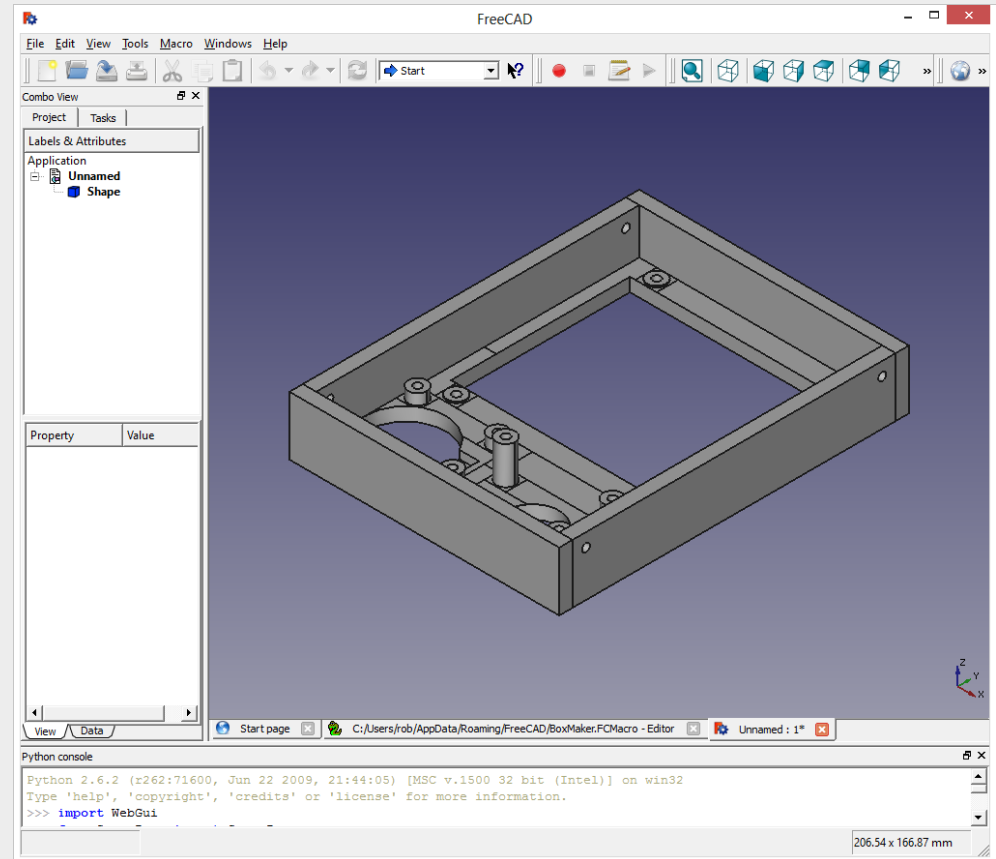 FreeCAD
File Edit View Tools Macro Windows Help
Start
»
»
Combo View
Project Tasks
Labels & Attributes
Application
Unnamed
Shape
Property Value
View Data
Z
Y
X
Start page C:/Users/rob/AppData/Roaming/FreeCAD/BoxMaker.FCMacro - Editor Unnamed : 1*
Python console
Python 2.6.2 (r262:71600, Jun 22 2009, 21:44:05) [MSC v.1500 32 bit (Intel)] on win32
Type 'help', 'copyright', 'credits' or 'license' for more information.
>>> import WebGui
206.54 x 166.87 mm